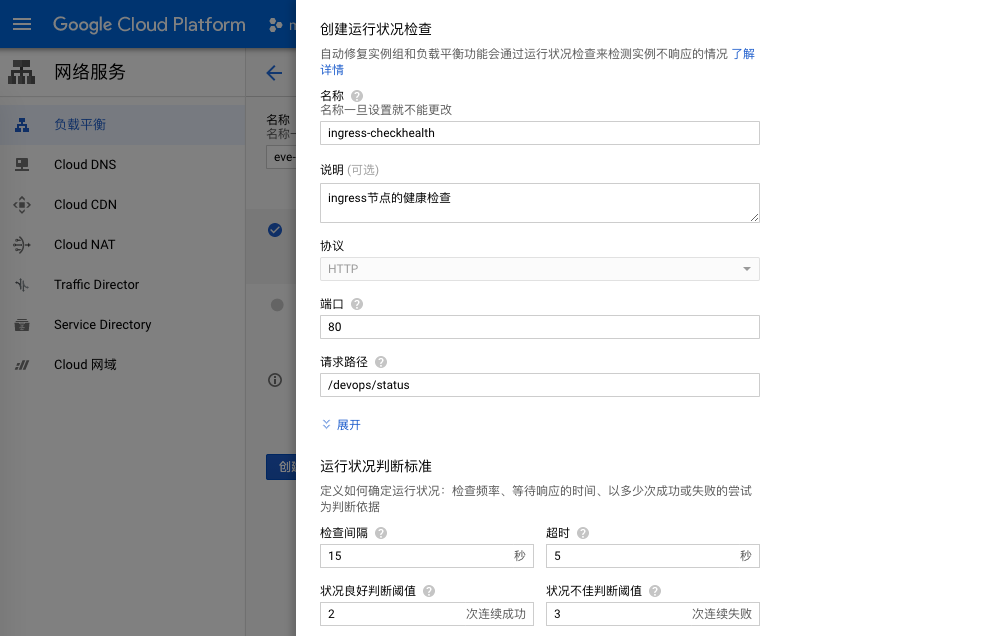 Google Cloud Platform
创建运行状况检查
自动修复实例组和负载平衡功能会通过运行状况检查来检测实例不响应的情况 了解
详情
网络服务
名称
名称一旦设置就不能更改
ingress-checkhealth
负载平衡
名称
名称一
eve-
Cloud DNS
说明 (可选)
ingress节点的健康检查
Cloud CDN
Cloud NAT
协议
HTTP
Traffic Director
端口
80
Service Directory
Cloud 网域
请求路径
/devops/status
展开
运行状况判断标准
定义如何确定运行状况：检查频率、等待响应的时间、以多少次成功或失败的尝试
为判断依据
检查间隔 超时
15 秒 5 秒
状况良好判断阈值 状况不佳判断阈值
2 次连续成功 3 次连续失败